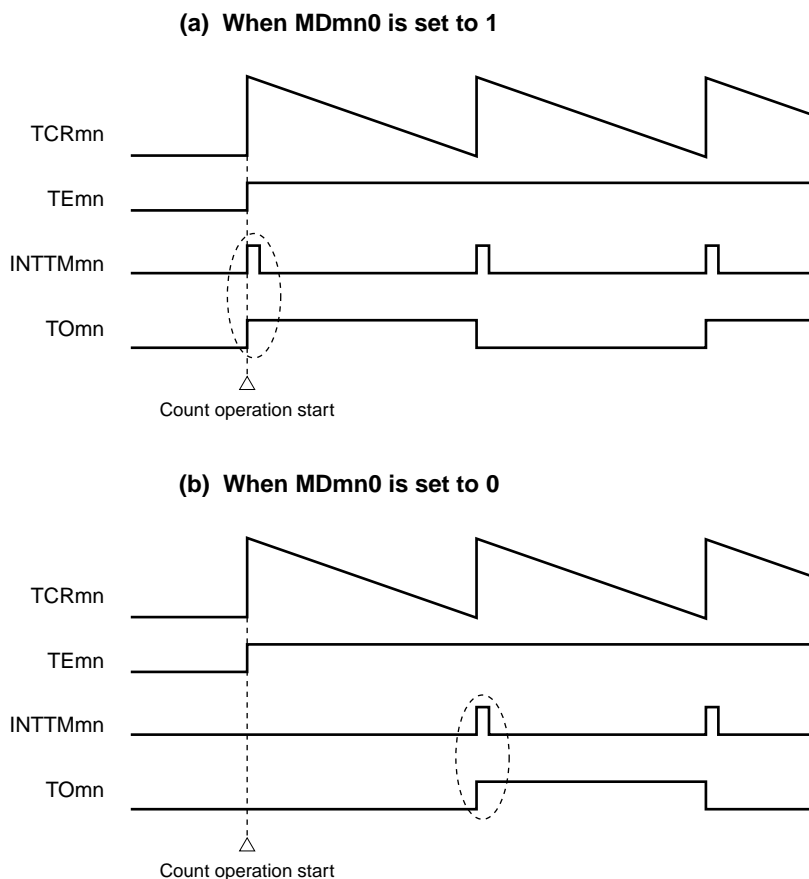 (a) When MDmn0 is set to 1
TCRmn
TEmn
INTTMmn
TOmn
Count operation start
(b) When MDmn0 is set to 0
TCRmn
TEmn
INTTMmn
TOmn
Count operation start